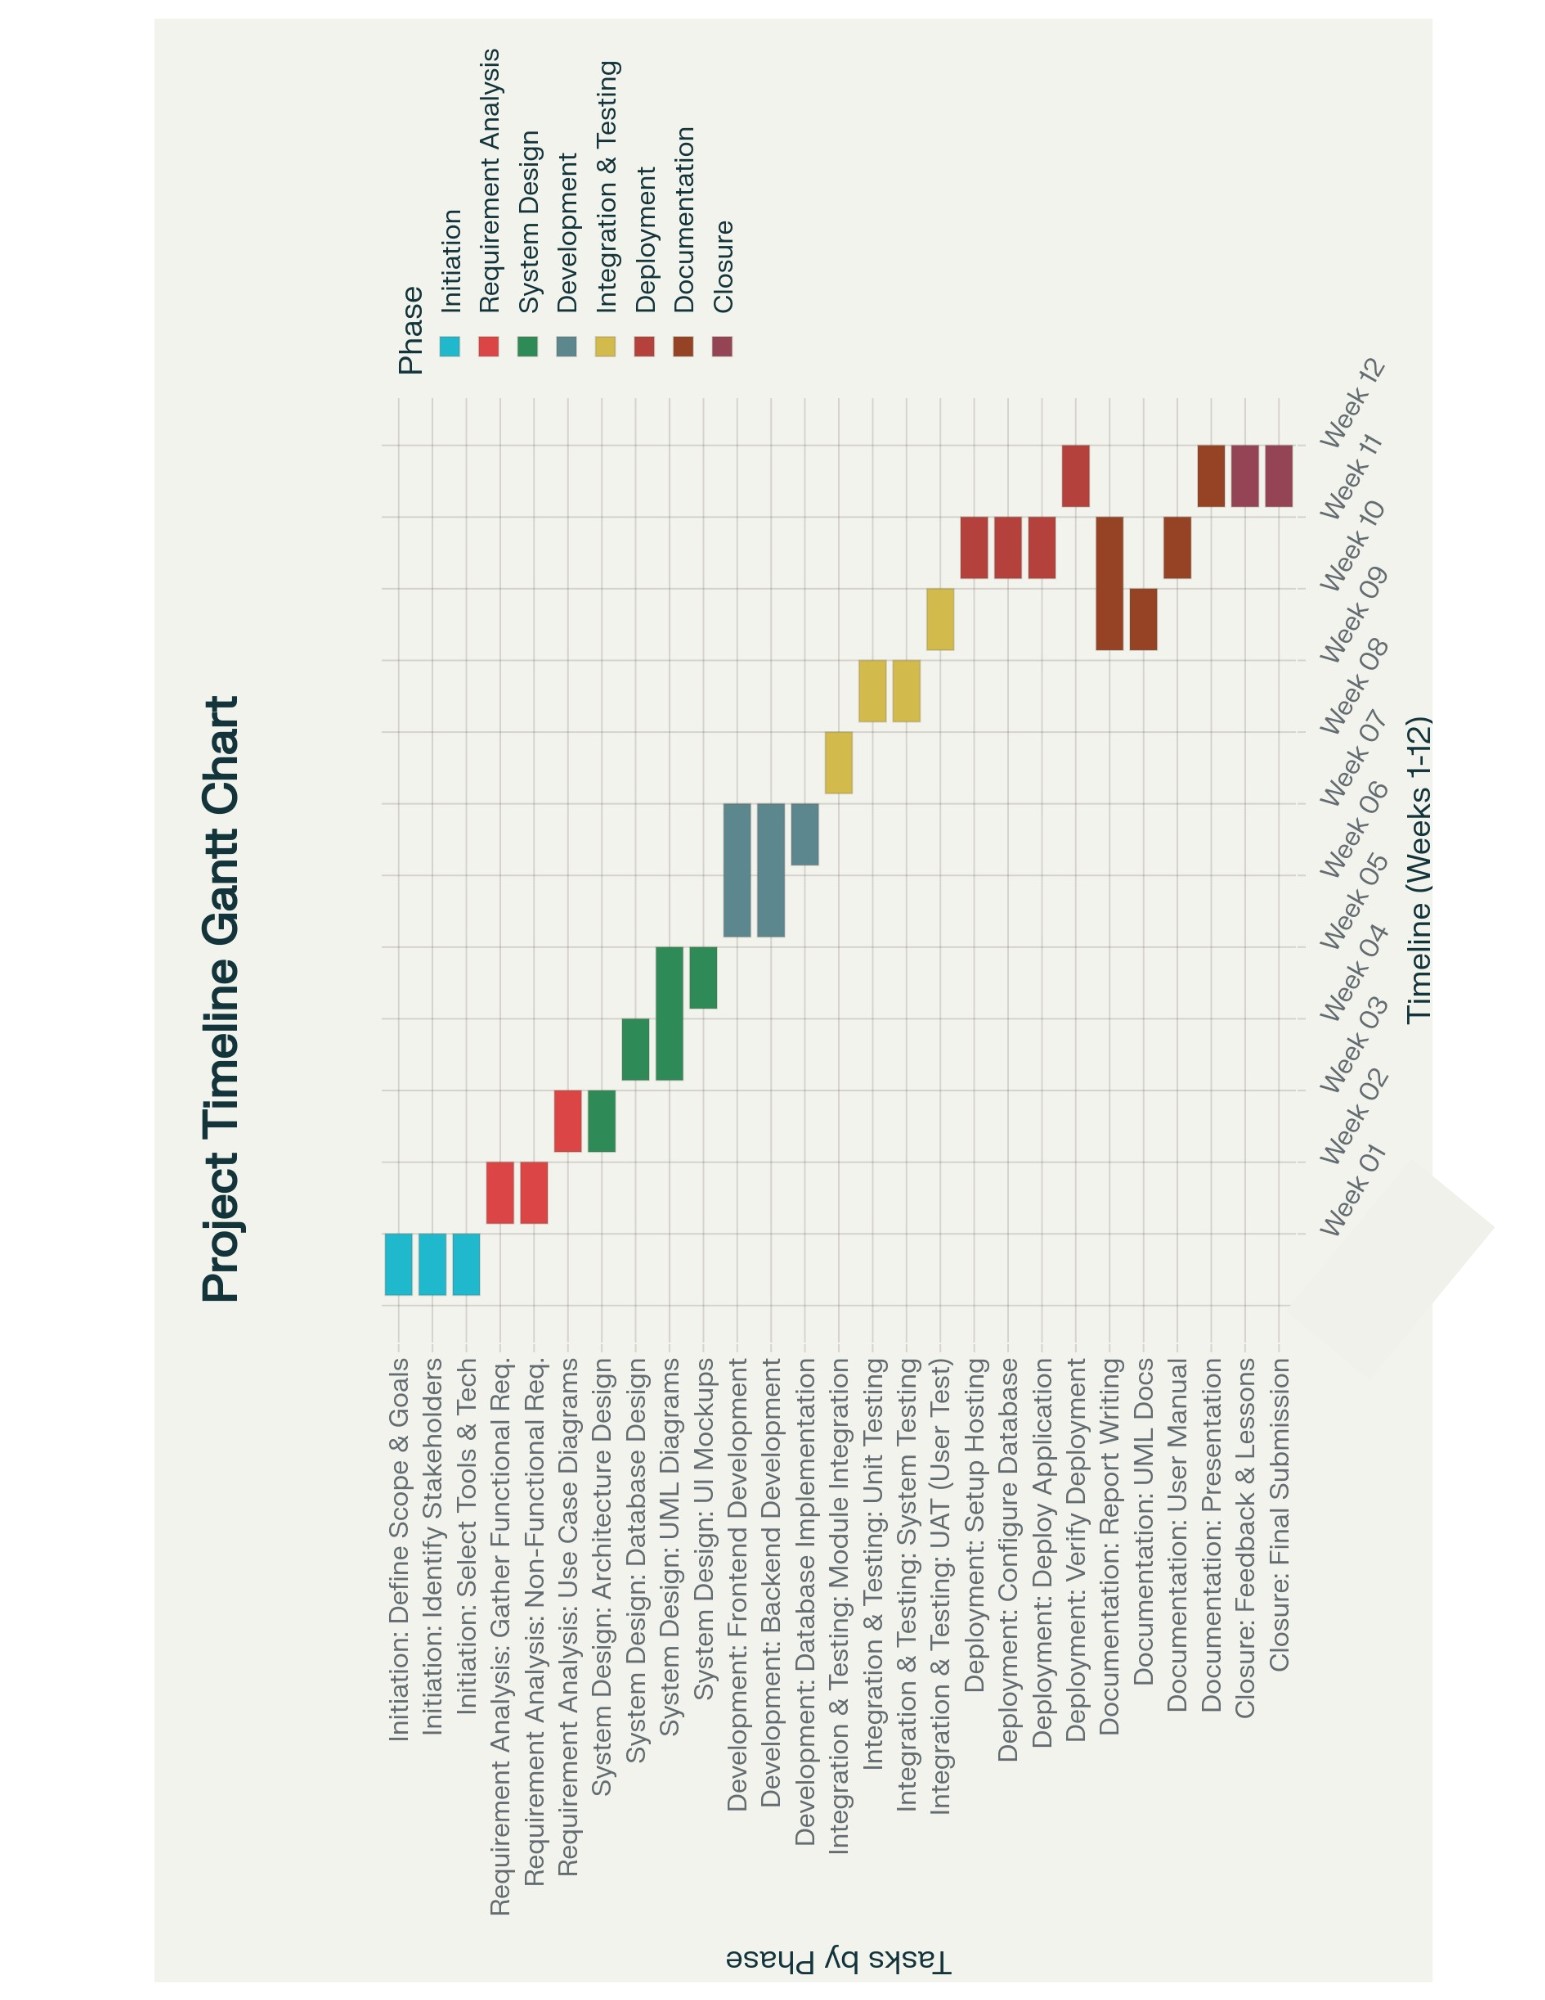 Project Timeline Gantt Chart
Tasks by Phase
Initiation: Define Scope & Goals
Initiation: Identify Stakeholders
Initiation: Select Tools & Tech
Requirement Analysis: Gather Functional Req.
Requirement Analysis: Non-Functional Req.
Requirement Analysis: Use Case Diagrams
System Design: Architecture Design
System Design: Database Design
System Design: UML Diagrams
System Design: UI Mockups
Development: Frontend Development
Development: Backend Development
Development: Database Implementation
Integration & Testing: Module Integration
Integration & Testing: Unit Testing
Integration & Testing: System Testing
Integration & Testing: UAT (User Test)
Deployment: Setup Hosting
Deployment: Configure Database
Deployment: Deploy Application
Deployment: Verify Deployment
Documentation: Report Writing
Documentation: UML Docs
Documentation: User Manual
Documentation: Presentation
Closure: Feedback & Lessons
Closure: Final Submission
Week 01
Week 02
Week 03
Week 04
Week 05
Week 06
Week 07
Week 08
Week 09
Week 10
Week 11
Week 12
Timeline (Weeks 1-12)
Phase
Initiation
Requirement Analysis
System Design
Development
Integration & Testing
Deployment
Documentation
Closure